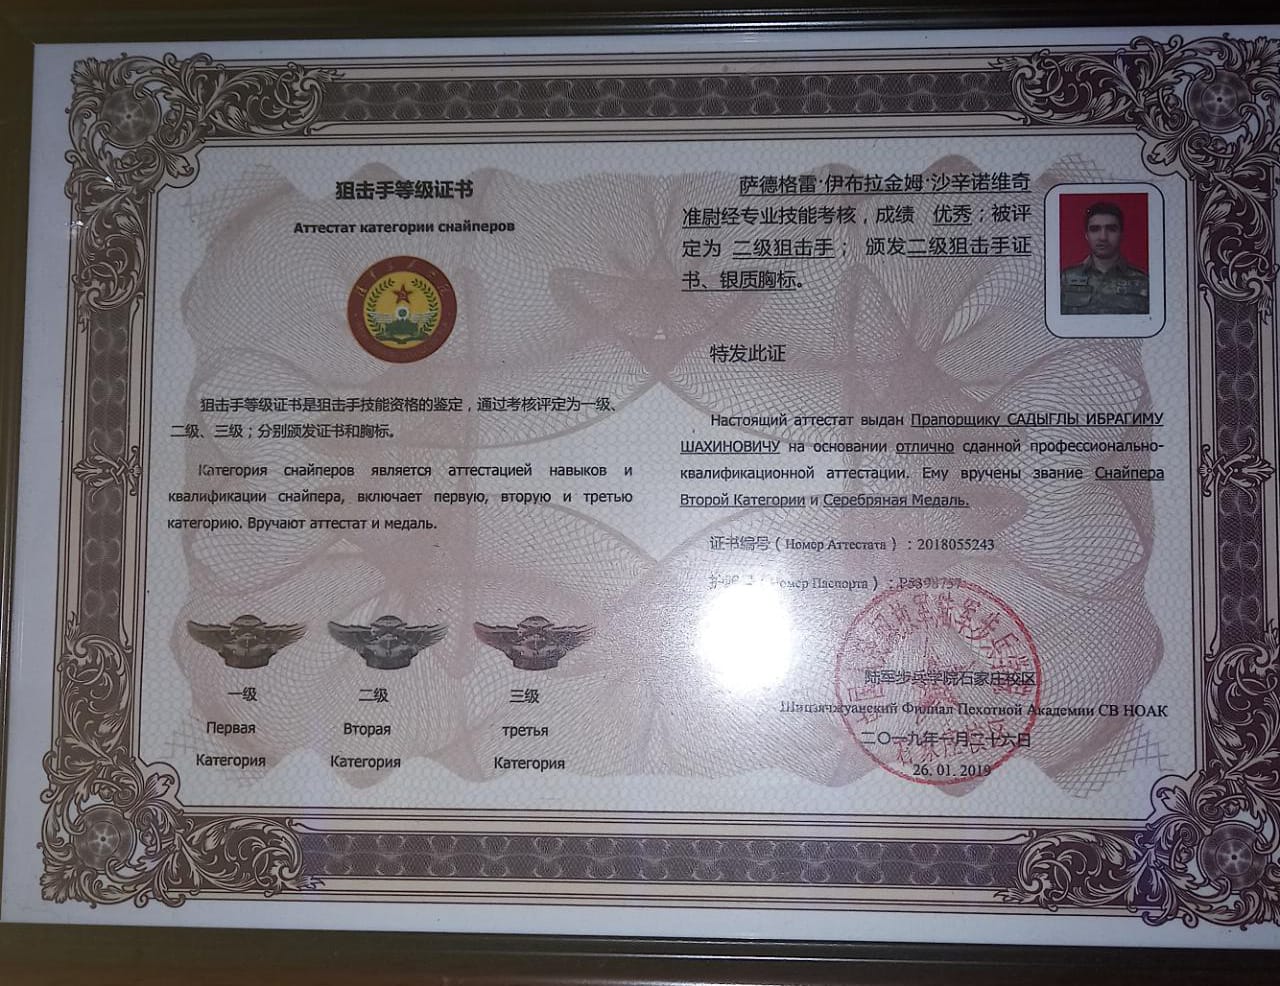 狙击手等级证书
Аттестат категории снайперов
狙击手等级证书是狙击手技能资格的鉴定，通过考核评定为一级、
二级、三级；分别颁发证书和胸标。
Категория снайперов является аттестацией навыков и
квалификации снайпера, включает первую, вторую и третью
категорию. Вручают аттестат и медаль.
一级
二级
三级
Первая
Вторая
третья
Категория
Категория
Категория
萨德格雷·伊布拉金姆·沙辛诺维奇
准尉经专业技能考核，成绩 优秀；被评
定为 二级狙击手； 颁发二级狙击手证
书、银质胸标。
特发此证
Настоящий аттестат выдан Прапорщику САДЫГЛЫ ИБРАГИМУ
ШАХИНОВИЧУ на основании отлично сданной профессионально-
квалификационной аттестации. Ему вручены звание Снайпера
Второй Категории и Серебряная Медаль.
证书编号（Номер Аттестата）：2018055243
Номер Паспорта）：
陆军步兵学院石家庄校区
Шицзячжуанский Филиал Пехотной Академии СВ НОАК
二〇一九年一月二十六日
26. 01. 2019